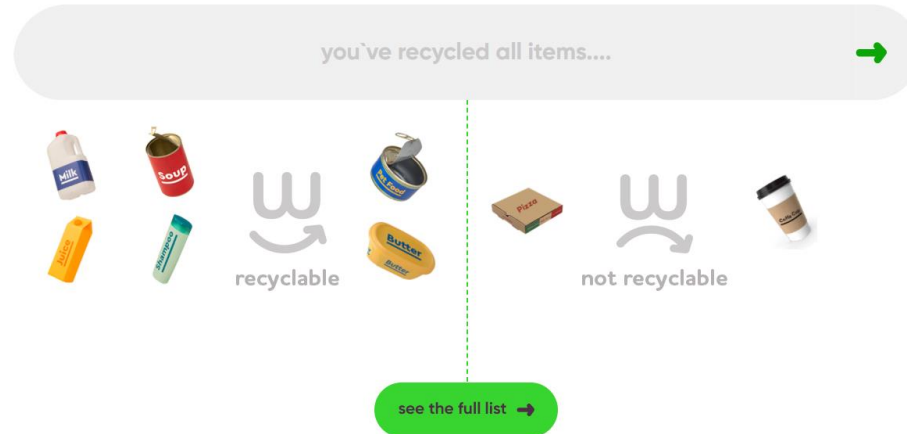 you`ve recycled all items....
Milk
Soup
Pet Food
Pizza
Juice
Shampoo
Butter
Butter
recyclable
not recyclable
see the full list